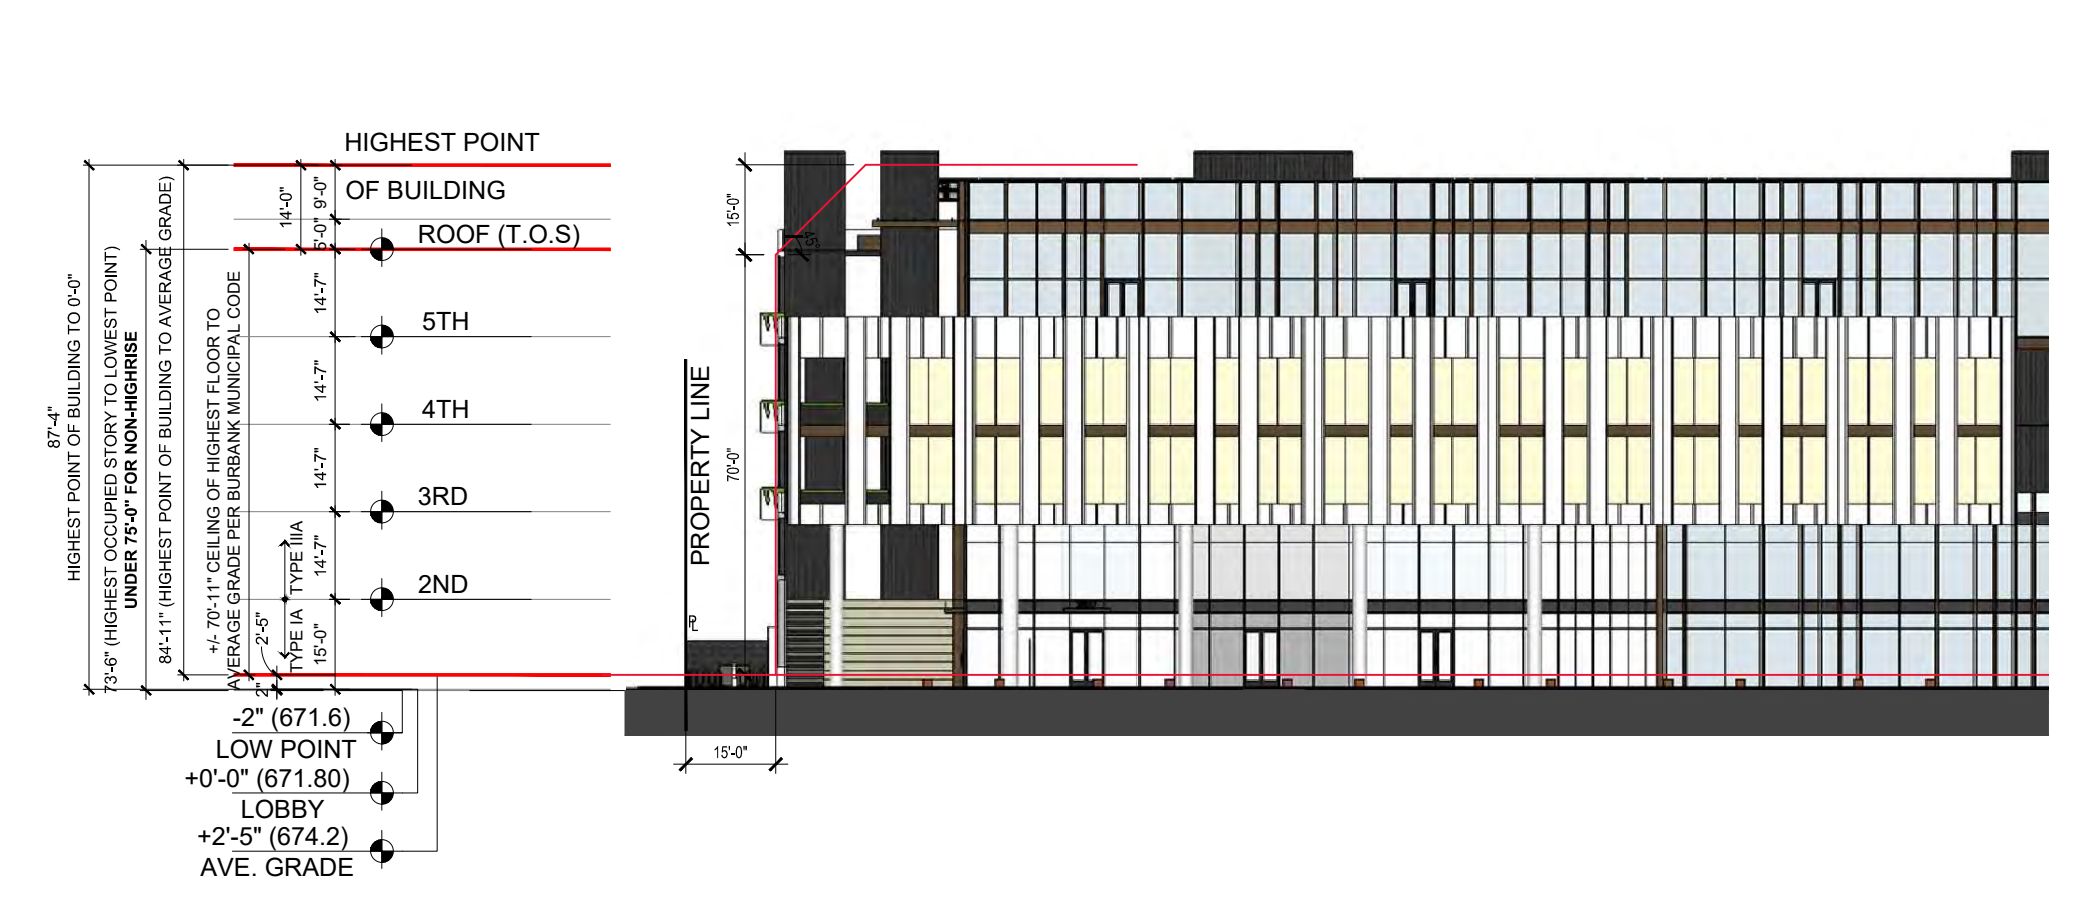 HIGHEST POINT
OF BUILDING
ROOF (T.O.S)
5TH
4TH
3RD
2ND
87'-4"
HIGHEST POINT OF BUILDING TO 0'-0"
73'-6" (HIGHEST OCCUPIED STORY TO LOWEST POINT)
UNDER 75'-0" FOR NON-HIGHRISE
84'-11" (HIGHEST POINT OF BUILDING TO AVERAGE GRADE)
+/- 70'-11" CEILING OF HIGHEST FLOOR TO
AVERAGE GRADE PER BURBANK MUNICIPAL CODE
14'-0"
9'-0"
5'-0"
14'-7"
14'-7"
14'-7"
14'-7"
15'-0"
TYPE IIIA
TYPE IA
2'-5"
2"
-2" (671.6)
LOW POINT
+0'-0" (671.80)
LOBBY
+2'-5" (674.2)
AVE. GRADE
PROPERTY LINE
PL
15'-0"
70'-0"
45°
15'-0"